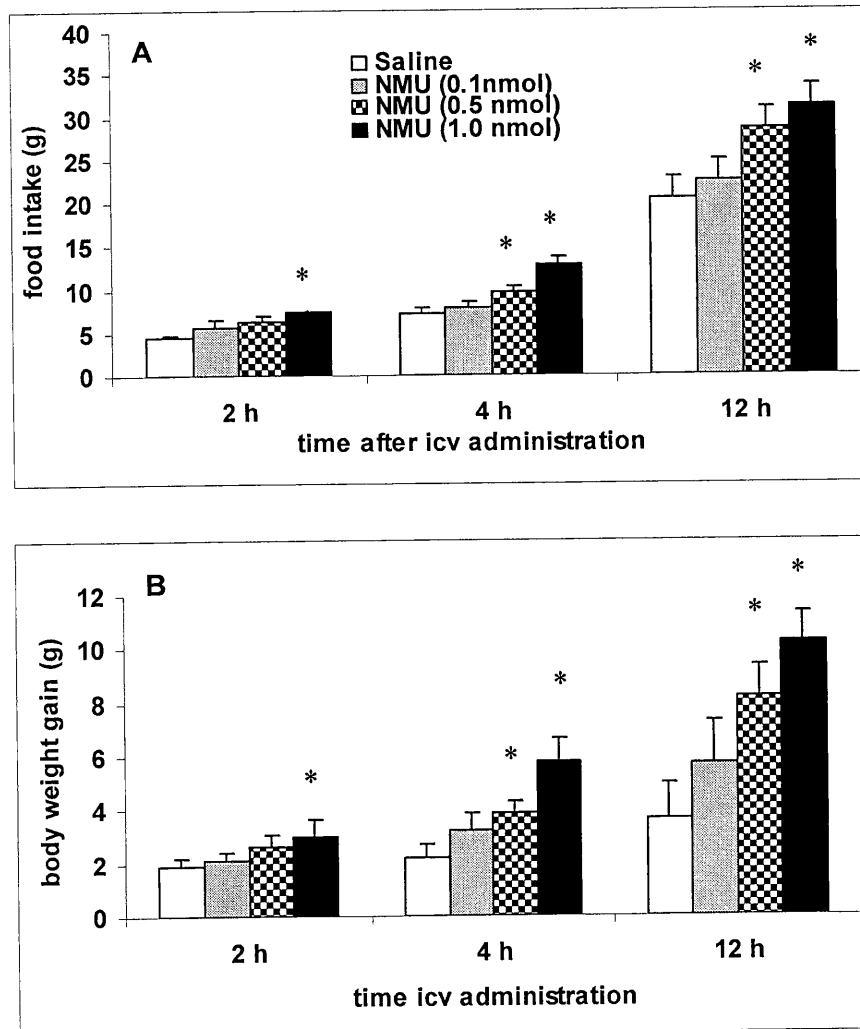 A
Saline
NMU (0.1nmol)
NMU (0.5 nmol)
NMU (1.0 nmol)
40
35
30
25
20
15
10
5
0
food intake (g)
* * * * *
2 h 4 h 12 h
time after icv administration
B
12
10
8
6
4
2
0
body weight gain (g)
* * * * *
2 h 4 h 12 h
time icv administration